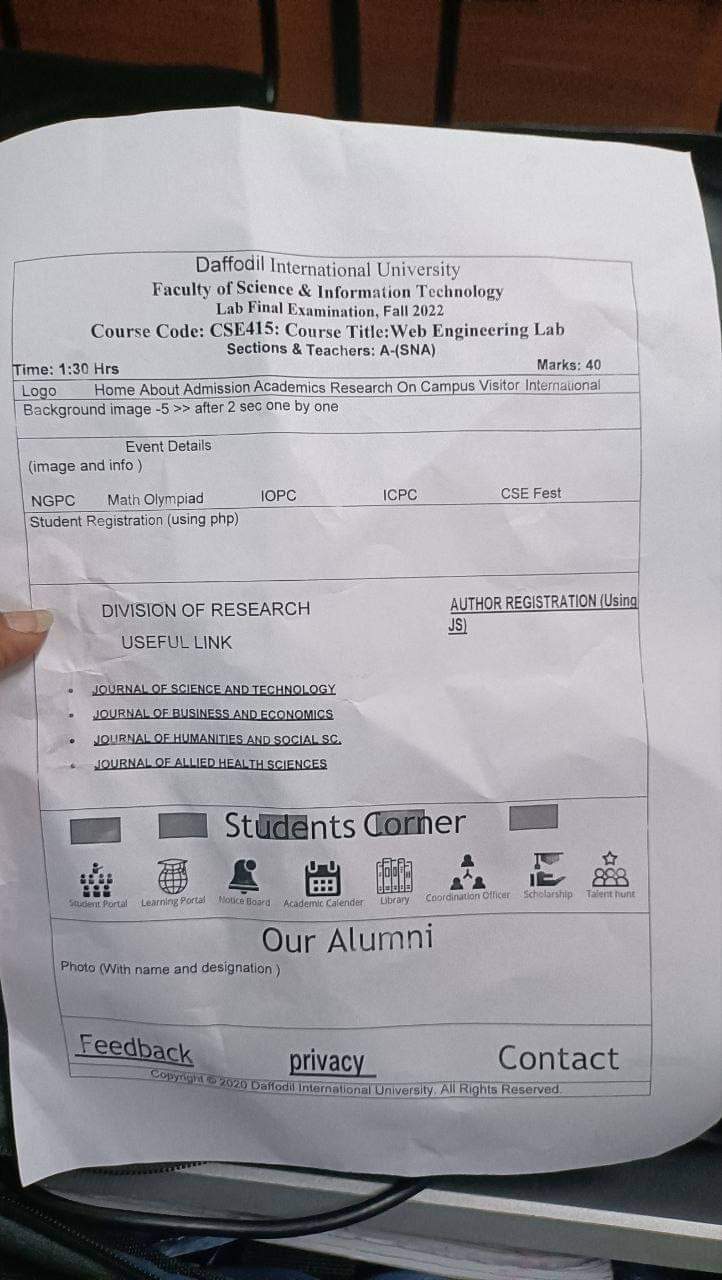 Daffodil International University
Faculty of Science & Information Technology
Lab Final Examination, Fall 2022
Course Code: CSE415: Course Title:Web Engineering Lab
Sections & Teachers: A-(SNA)
Time: 1:30 Hrs Marks: 40
Logo Home About Admission Academics Research On Campus Visitor International
Background image -5 >> after 2 sec one by one
Event Details
(image and info )
NGPC Math Olympiad IOPC ICPC CSE Fest
Student Registration (using php)
DIVISION OF RESEARCH AUTHOR REGISTRATION (Using
JS)
USEFUL LINK
• JOURNAL OF SCIENCE AND TECHNOLOGY
• JOURNAL OF BUSINESS AND ECONOMICS
• JOURNAL OF HUMANITIES AND SOCIAL SC.
• JOURNAL OF ALLIED HEALTH SCIENCES
Students Corner
Student Portal Learning Portal Notice Board Academic Calender Library Coordination Officer Scholarship Talent hunt
Our Alumni
Photo (With name and designation )
Feedback privacy Contact
Copyright © 2020 Daffodil International University. All Rights Reserved.